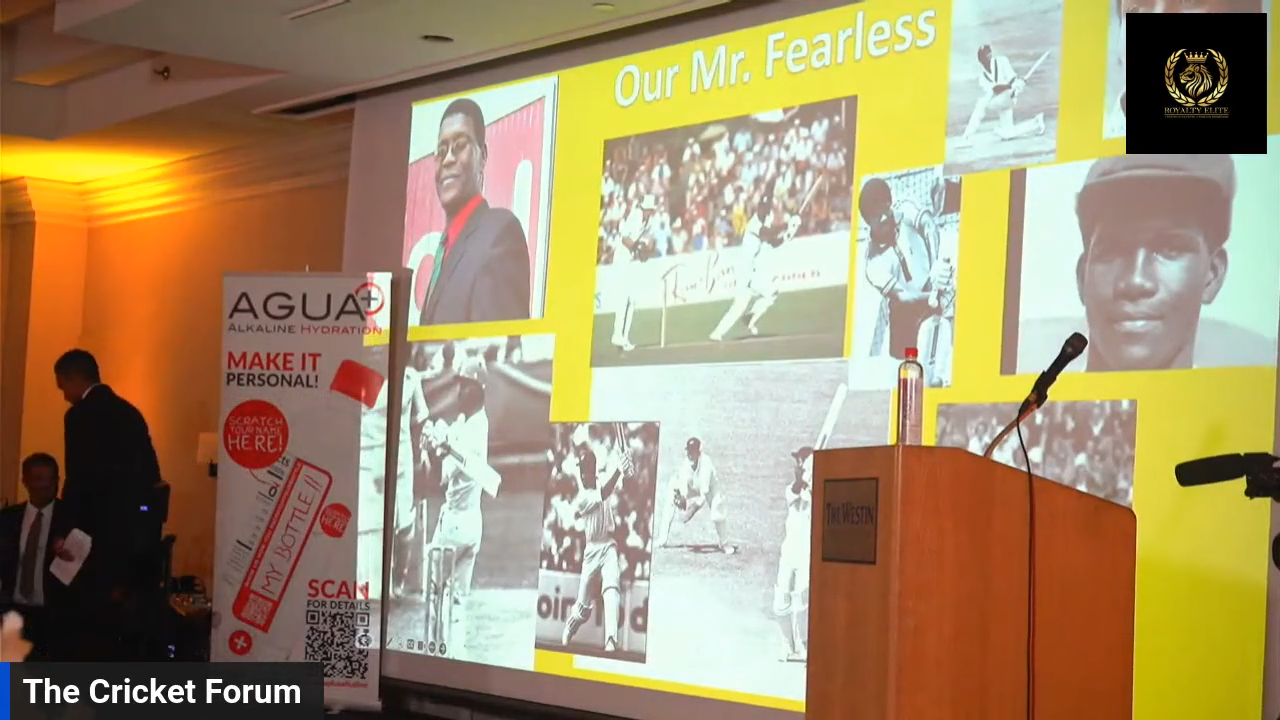 Our Mr. Fearless
ROYALTY ELITE
AGUA+
ALKALINE HYDRATION
MAKE IT
PERSONAL!
SCRATCH
YOUR NAME
HERE!
MY BOTTLE !!
SCAN
FOR DETAILS
THE WESTIN
The Cricket Forum